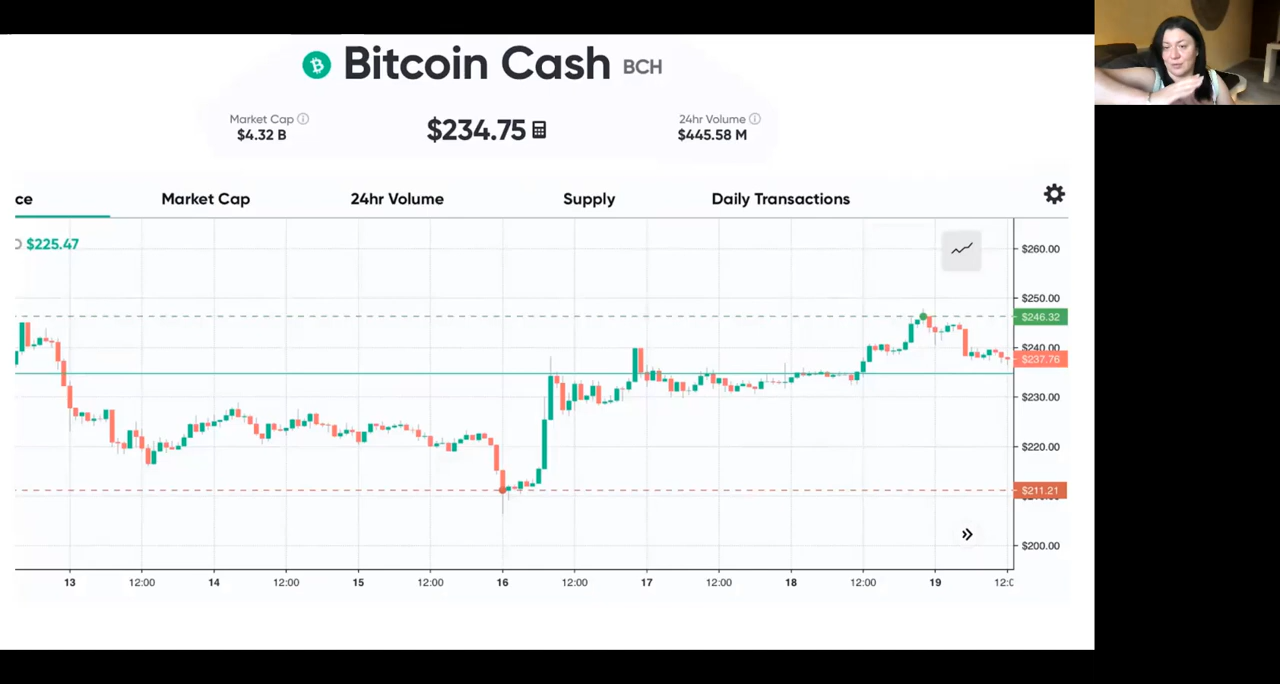 Bitcoin Cash BCH
Market Cap
$4.32 B
$234.75
24hr Volume
$445.58 M
ce
Market Cap
24hr Volume
Supply
Daily Transactions
$225.47
$260.00
$250.00
$246.32
$240.00
$237.76
$230.00
$220.00
$211.21
$200.00
13
12:00
14
12:00
15
12:00
16
12:00
17
12:00
18
12:00
19
12:0